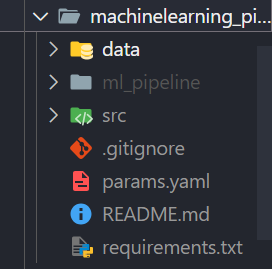 machinelearning_pi...
data
ml_pipeline
src
.gitignore
params.yaml
README.md
requirements.txt